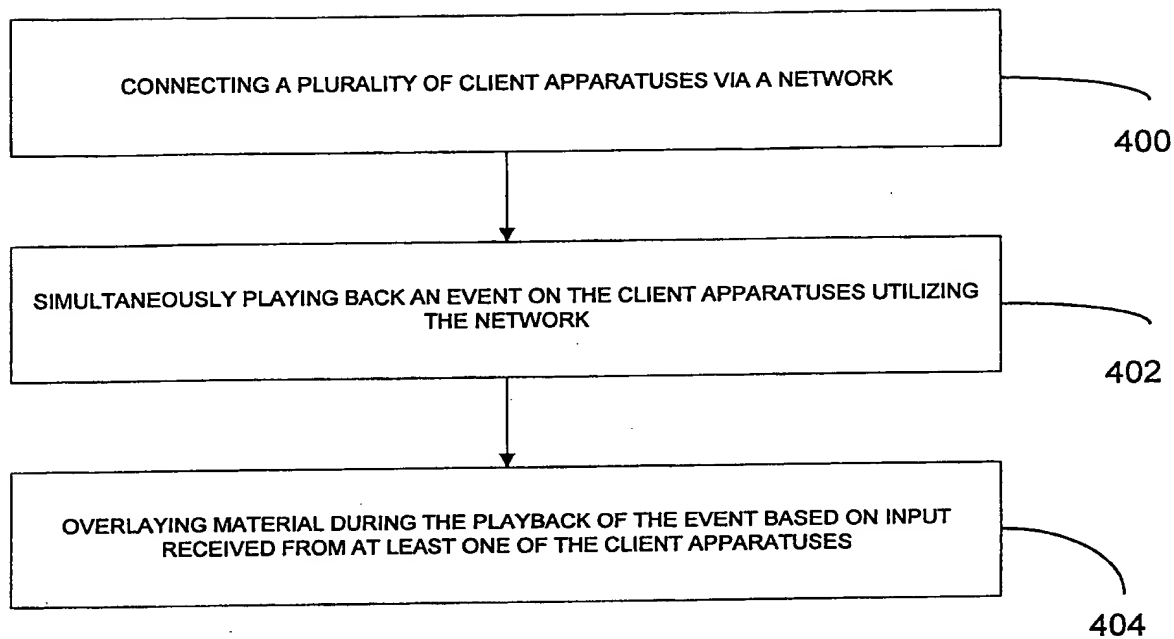 CONNECTING A PLURALITY OF CLIENT APPARATUSES VIA A NETWORK
400
SIMULTANEOUSLY PLAYING BACK AN EVENT ON THE CLIENT APPARATUSES UTILIZING
THE NETWORK
402
OVERLAYING MATERIAL DURING THE PLAYBACK OF THE EVENT BASED ON INPUT
RECEIVED FROM AT LEAST ONE OF THE CLIENT APPARATUSES
404